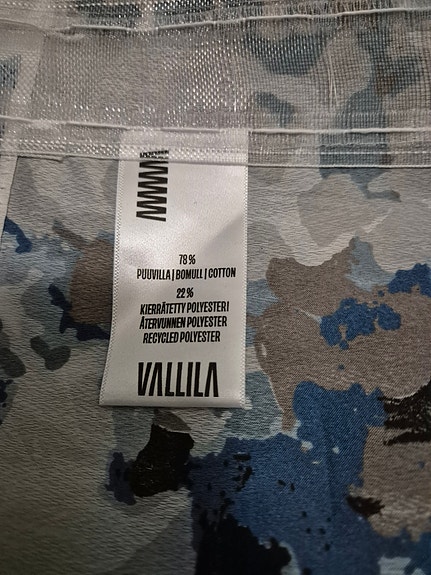 78 %
PUUVILLA | BOMULL | COTTON
22 %
KIERRÄTETTY POLYESTERI
ÅTERVUNNEN POLYESTER
RECYCLED POLYESTER
VALLILA